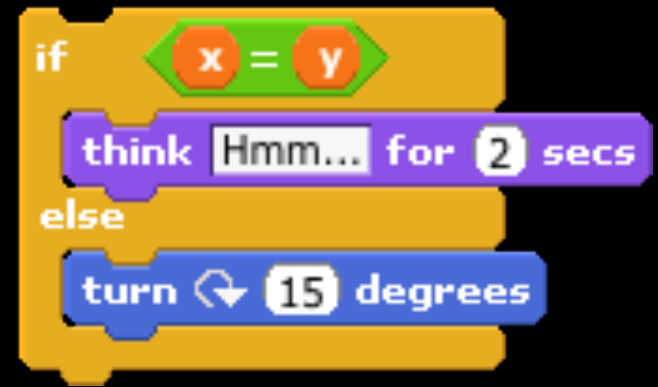 if x = y
think Hmm... for 2 secs
else
turn 15 degrees